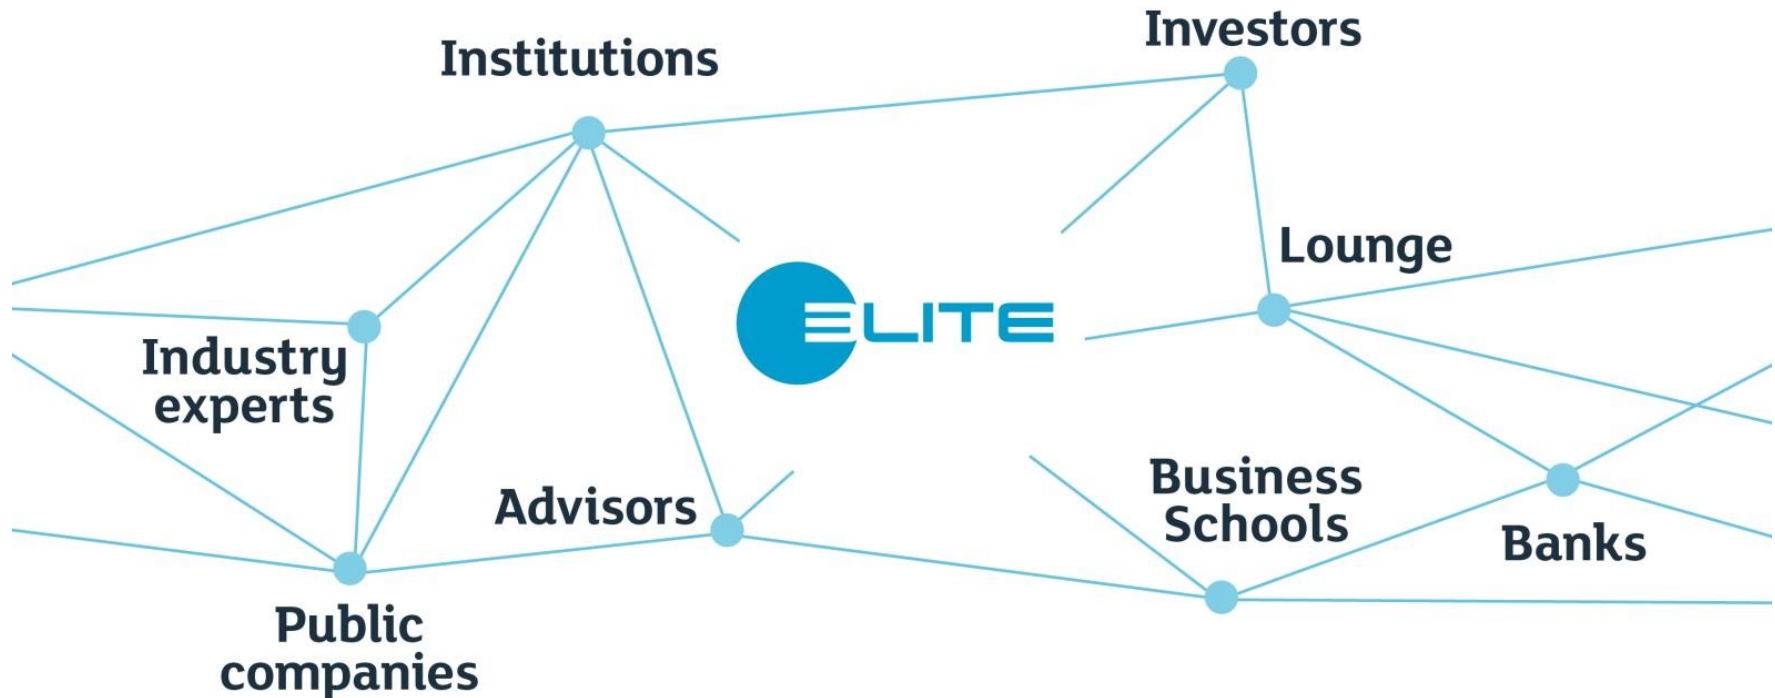 Investors
Institutions
Lounge
ELITE
Industry
experts
Advisors
Business
Schools
Banks
Public
companies